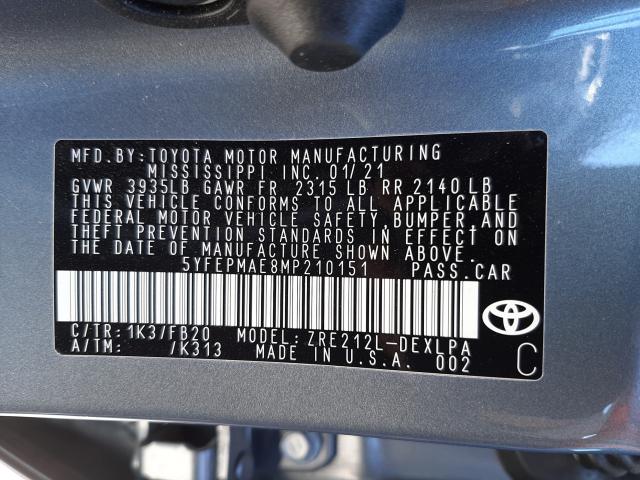 MFD.BY:TOYOTA MOTOR MANUFACTURING
MISSISSIPPI INC. 01/21
GVWR 3935LB GAWR FR 2315 LB RR 2140 LB
THIS VEHICLE CONFORMS TO ALL APPLICABLE
FEDERAL MOTOR VEHICLE SAFETY, BUMPER, AND
THEFT PREVENTION STANDARDS IN EFFECT ON
THE DATE OF MANUFACTURE SHOWN ABOVE.
5YFEPMAE8MP210151 PASS.CAR
C/TR: 1K3/FB20 MODEL: ZRE212L-DEXLPA
A/TM: /K313 MADE IN U.S.A. 002 C